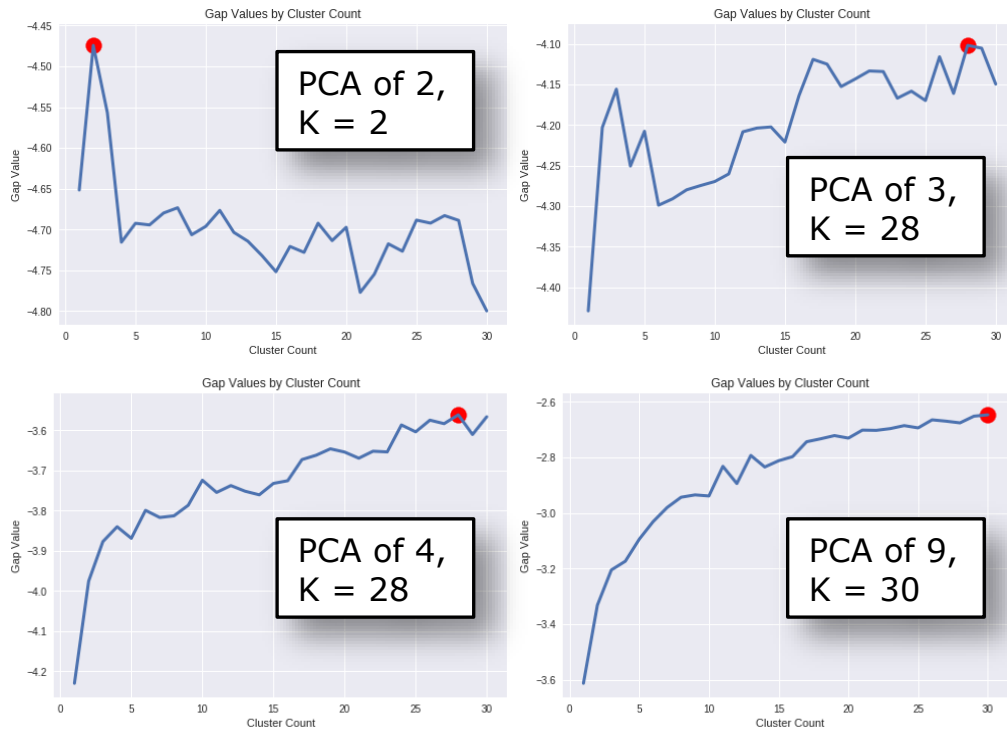 Gap Values by Cluster Count
−4.45
−4.50
−4.55
−4.60
−4.65
−4.70
−4.75
−4.80
Gap Value
PCA of 2,
K = 2
0 5 10 15 20 25 30
Cluster Count
Gap Values by Cluster Count
−4.10
−4.15
−4.20
−4.25
−4.30
−4.35
−4.40
Gap Value
PCA of 3,
K = 28
0 5 10 15 20 25 30
Cluster Count
Gap Values by Cluster Count
−3.6
−3.7
−3.8
−3.9
−4.0
−4.1
−4.2
Gap Value
PCA of 4,
K = 28
0 5 10 15 20 25 30
Cluster Count
Gap Values by Cluster Count
−2.6
−2.8
−3.0
−3.2
−3.4
−3.6
Gap Value
PCA of 9,
K = 30
0 5 10 15 20 25 30
Cluster Count